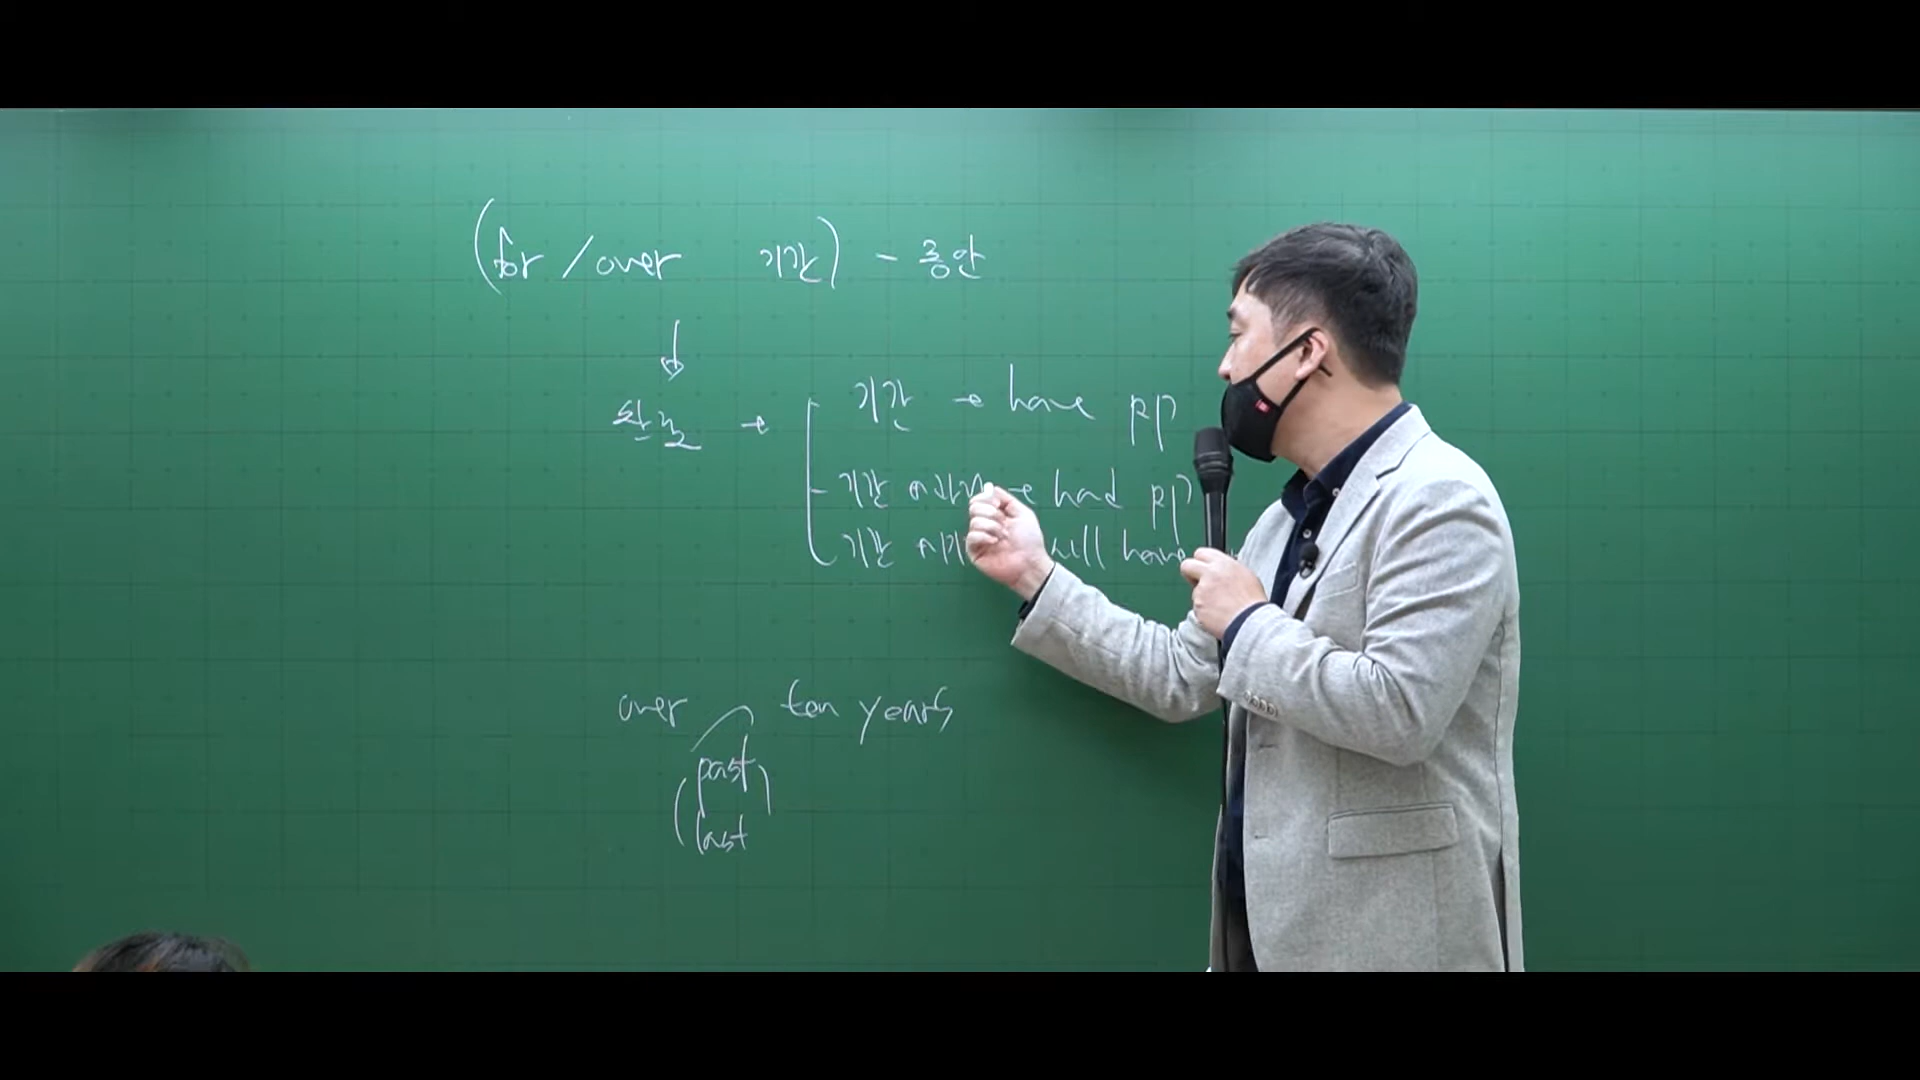 (for / over 기간) - 동안
완료 → 기간 → have pp
기간 had pp
기간 will have
over ten years
(past)
last